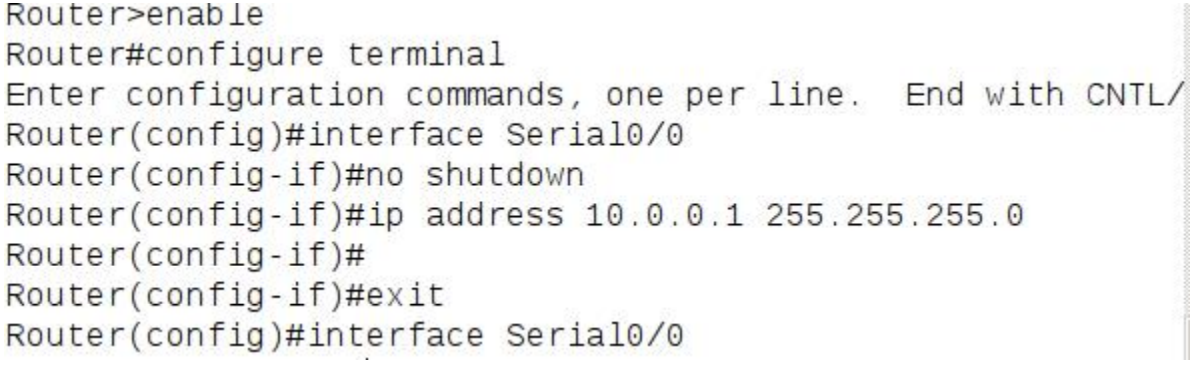 Router>enable
Router#configure terminal
Enter configuration commands, one per line.  End with CNTL/
Router(config)#interface Serial0/0
Router(config-if)#no shutdown
Router(config-if)#ip address 10.0.0.1 255.255.255.0
Router(config-if)#
Router(config-if)#exit
Router(config)#interface Serial0/0